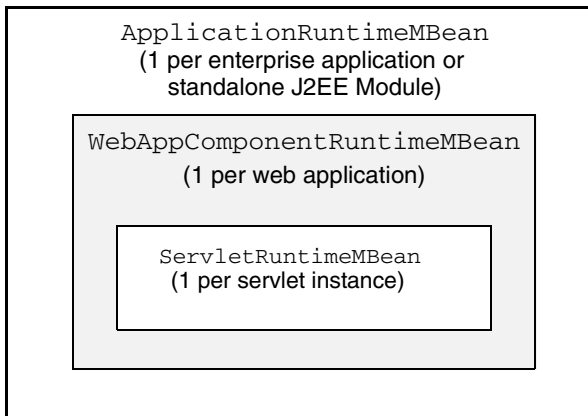 ApplicationRuntimeMBean
(1 per enterprise application or
standalone J2EE Module)
WebAppComponentRuntimeMBean
(1 per web application)
ServletRuntimeMBean
(1 per servlet instance)